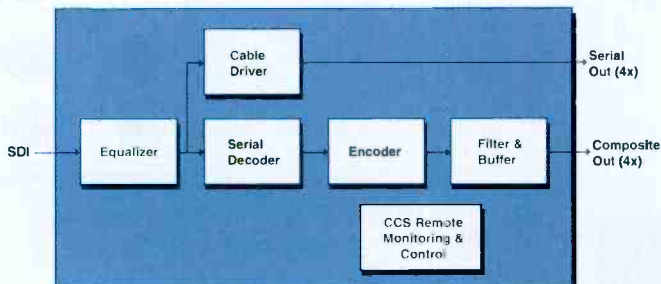 Cable
Driver
Serial
Out (4x)
SDI
Equalizer
Serial
Decoder
Encoder
Filter &
Buffer
Composite
Out (4x)
CCS Remote
Monitoring &
Control